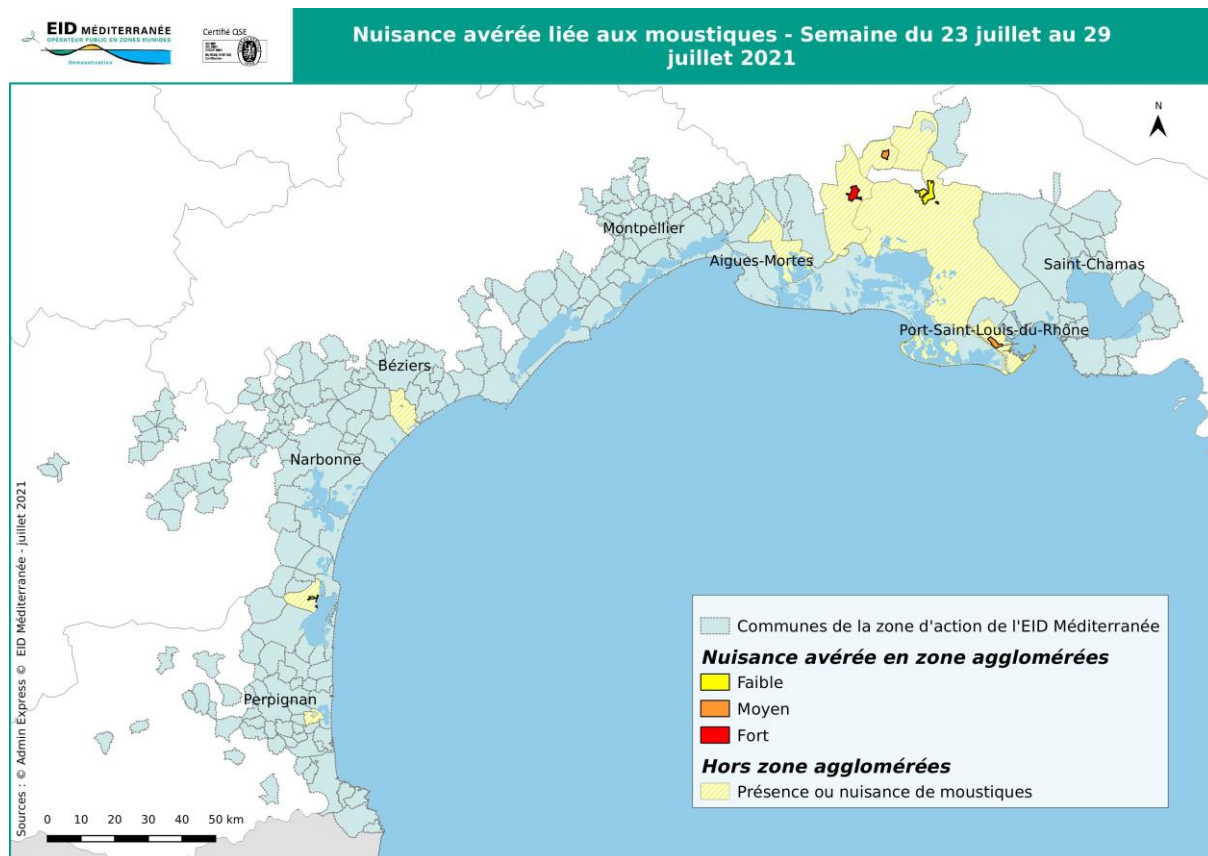 EID MÉDITERRANÉE
OPÉRATEUR PUBLIC EN ZONES HUMIDES
Démoustication
Certifié QSE
Nuisance avérée liée aux moustiques - Semaine du 23 juillet au 29
juillet 2021
N
Montpellier
Aigues-Mortes
Saint-Chamas
Port-Saint-Louis-du-Rhône
Béziers
Narbonne
Perpignan
Communes de la zone d'action de l'EID Méditerranée
Nuisance avérée en zone agglomérées
Faible
Moyen
Fort
Hors zone agglomérées
Présence ou nuisance de moustiques
0 10 20 30 40 50 km
Sources : © Admin Express © EID Méditerranée - juillet 2021